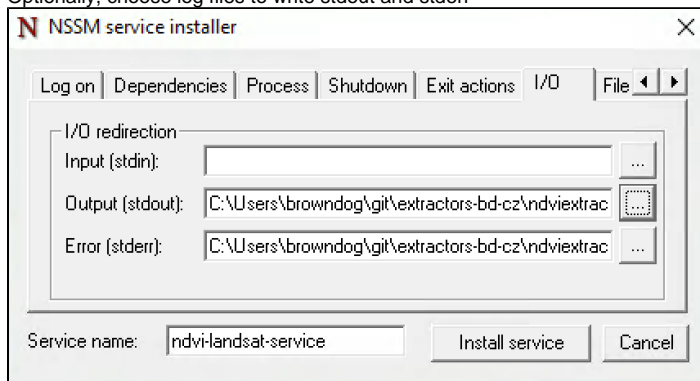 Optionally, choose log files to write stdout and stderr
NSSM service installer
Log on Dependencies Process Shutdown Exit actions I/O File
I/O redirection
Input (stdin): ...
Output (stdout): C:\Users\browndog\git\extractors-bd-cz\ndviextrac ...
Error (stderr): C:\Users\browndog\git\extractors-bd-cz\ndviextrac ...
Service name: ndvi-landsat-service Install service Cancel